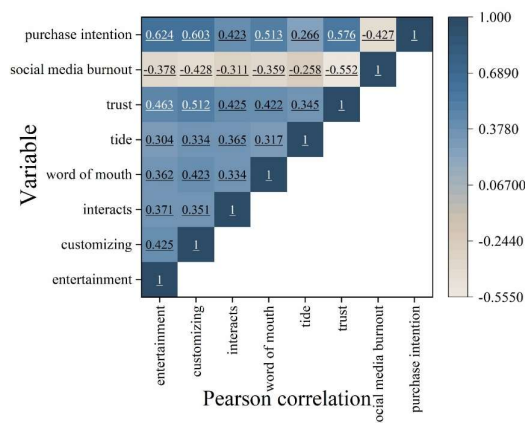 purchase intention 0.624 0.603 0.423 0.513 0.266 0.576 -0.427 1
social media burnout -0.378 -0.428 -0.311 -0.359 -0.258 -0.552 1
trust 0.463 0.512 0.425 0.422 0.345 1
tide 0.304 0.334 0.365 0.317 1
word of mouth 0.362 0.423 0.334 1
interacts 0.371 0.351 1
customizing 0.425 1
entertainment 1
Variable
entertainment
customizing
interacts
word of mouth
tide
trust
ocial media burnout
purchase intention
Pearson correlation
1.000
0.6890
0.3780
0.06700
-0.2440
-0.5550